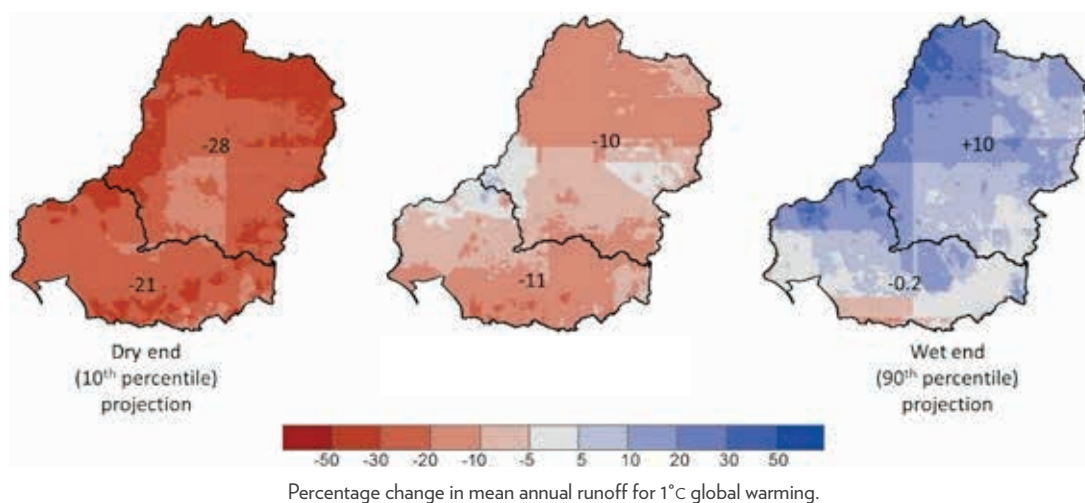 -28
-21
-10
-11
+10
-0.2
Dry end
(10th percentile)
projection
Wet end
(90th percentile)
projection
-50 -30 -20 -10 -5 5 10 20 30 50
Percentage change in mean annual runoff for 1°C global warming.